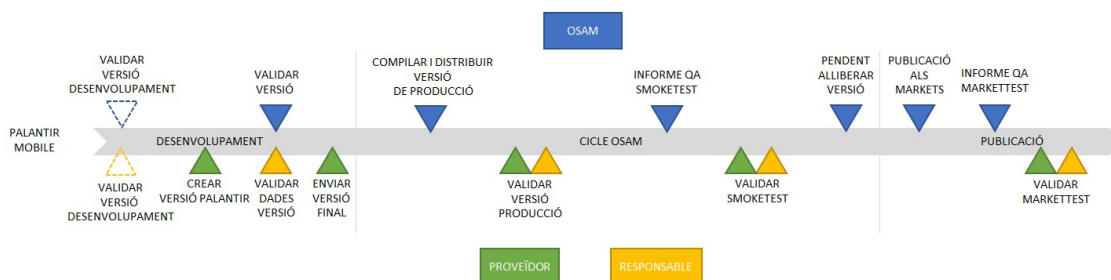 OSAM
VALIDAR
VERSIÓ
DESENVOLUPAMENT
VALIDAR
VERSIÓ
COMPILAR I DISTRIBUIR
VERSIÓ
DE PRODUCCIÓ
INFORME QA
SMOKETEST
PENDENT
ALLIBERAR
VERSIÓ
PUBLICACIÓ
ALS
MARKETS
INFORME QA
MARKETTEST
PALANTIR
MOBILE
DESENVOLUPAMENT
CICLE OSAM
PUBLICACIÓ
VALIDAR
VERSIÓ
DESENVOLUPAMENT
CREAR
VERSIÓ PALANTIR
VALIDAR
DADES
VERSIÓ
ENVIAR
VERSIÓ
FINAL
VALIDAR
VERSIÓ
PRODUCCIÓ
VALIDAR
SMOKETEST
VALIDAR
MARKETTEST
PROVEÏDOR
RESPONSABLE